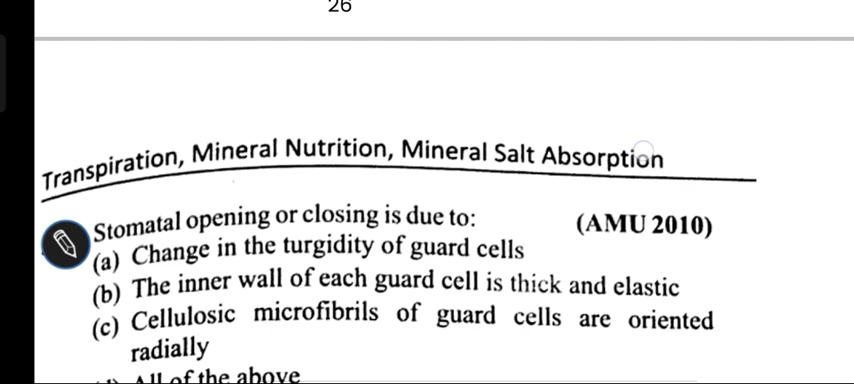 26
Transpiration, Mineral Nutrition, Mineral Salt Absorption
Stomatal opening or closing is due to: (AMU 2010)
(a) Change in the turgidity of guard cells
(b) The inner wall of each guard cell is thick and elastic
(c) Cellulosic microfibrils of guard cells are oriented
radially
All of the above